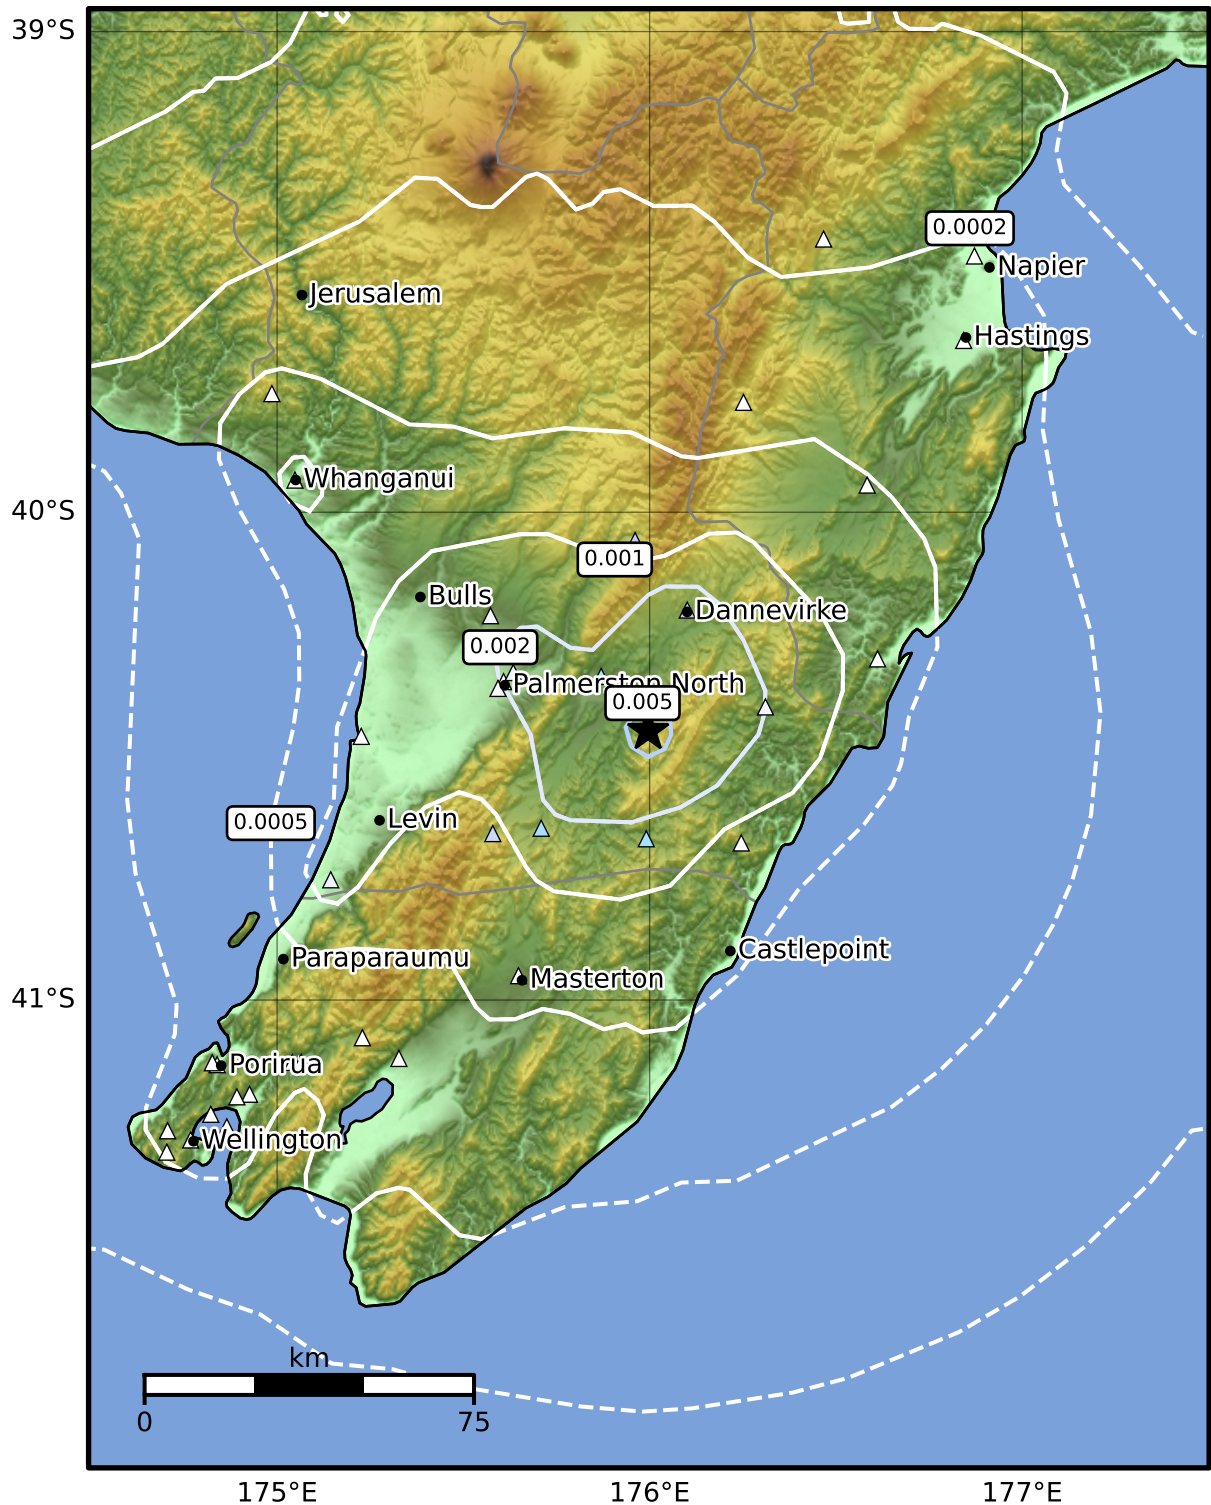 39°S
0.0002
Napier
Jerusalem
Hastings
Whanganui
40°S
0.001
Bulls
Dannevirke
0.002
Palmerston North
0.005
0.0005
Levin
Castlepoint
Paraparaumu
Masterton
41°S
Porirua
Wellington
km
0
75
175°E
176°E
177°E